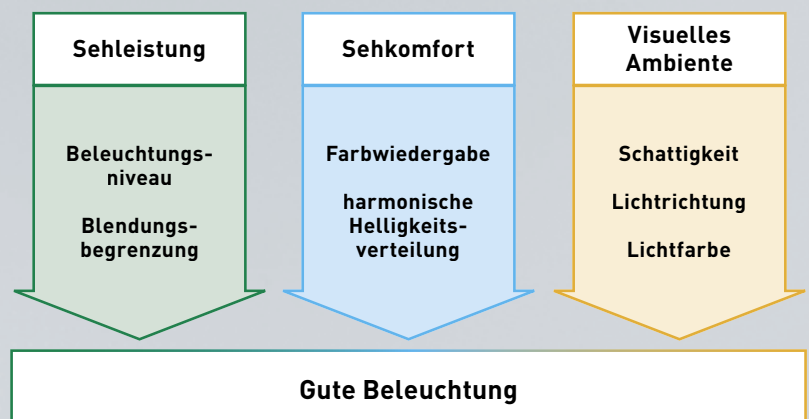 Sehleistung
Beleuchtungs-
niveau
Blendungs-
begrenzung
Sehkomfort
Farbwiedergabe
harmonische
Helligkeits-
verteilung
Visuelles
Ambiente
Schattigkeit
Lichtrichtung
Lichtfarbe
Gute Beleuchtung